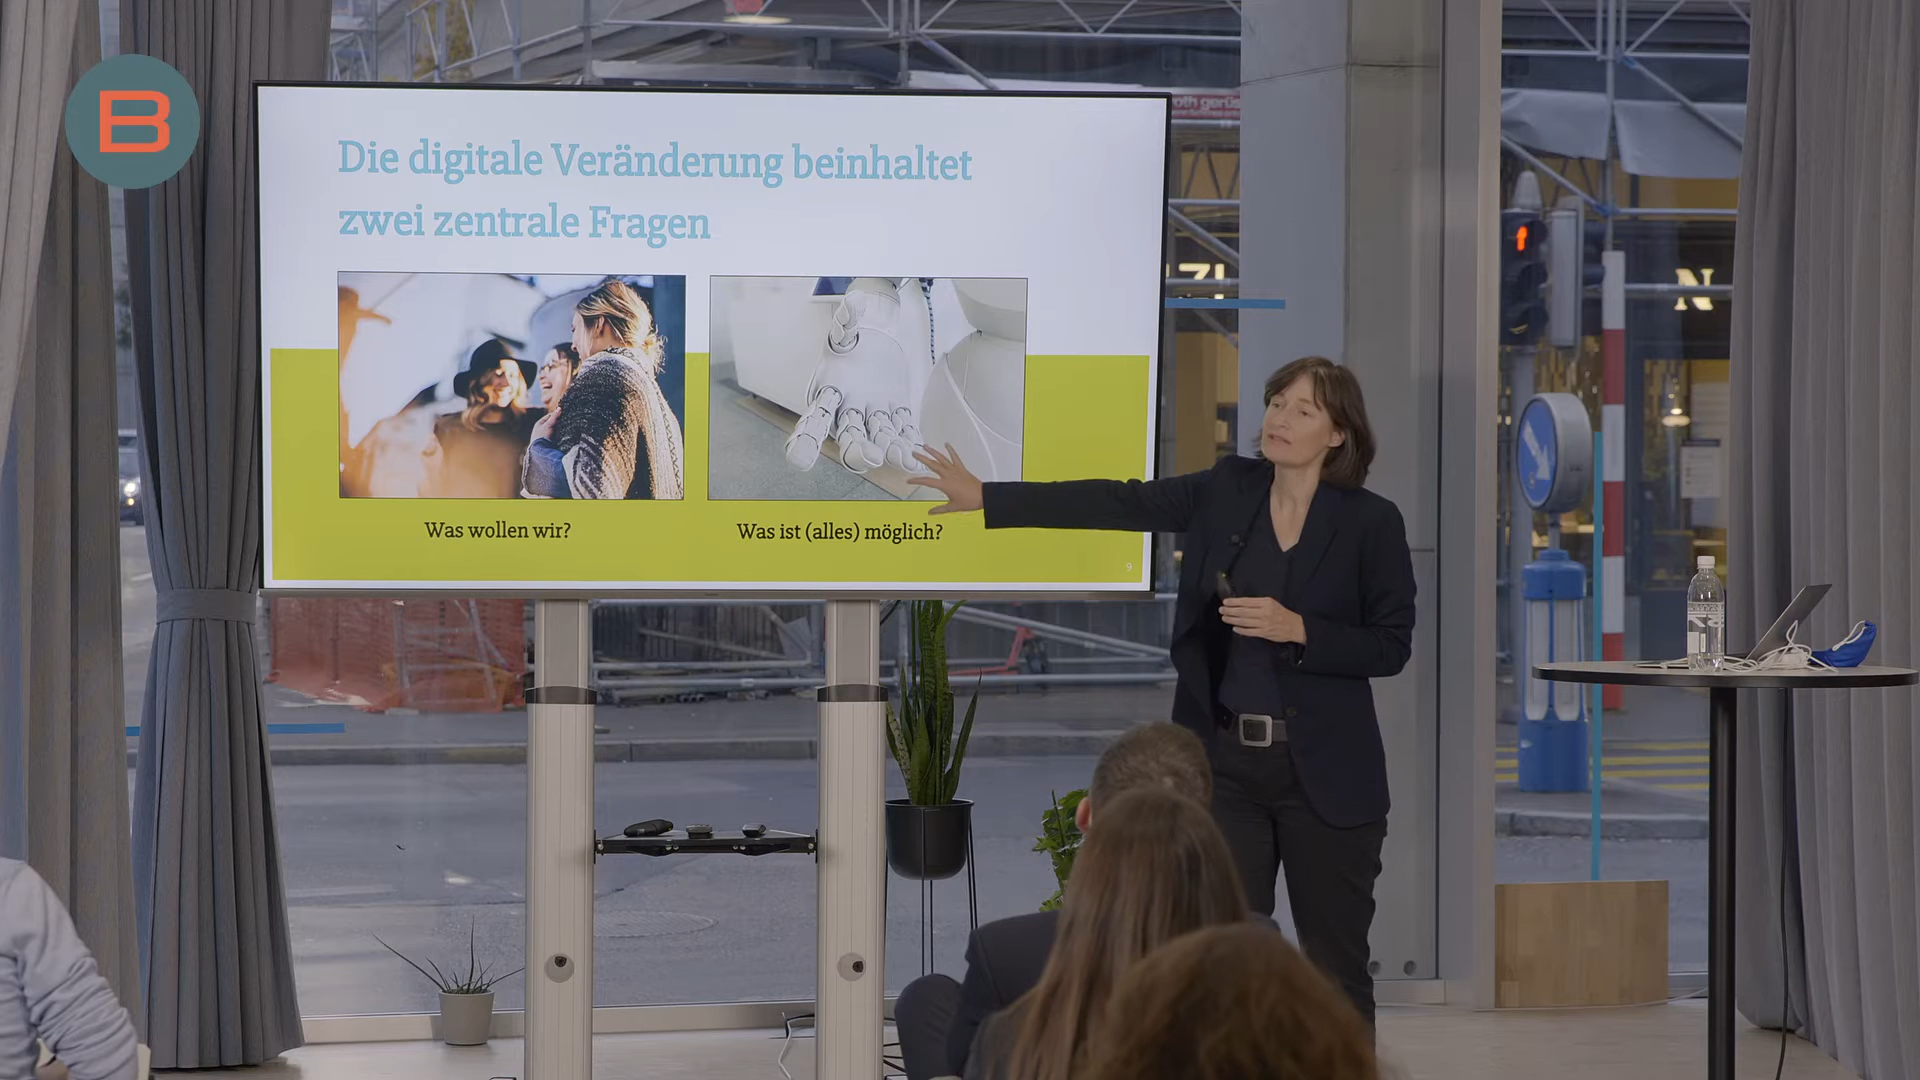 B
Die digitale Veränderung beinhaltet
zwei zentrale Fragen
Was wollen wir?
Was ist (alles) möglich?
9
N